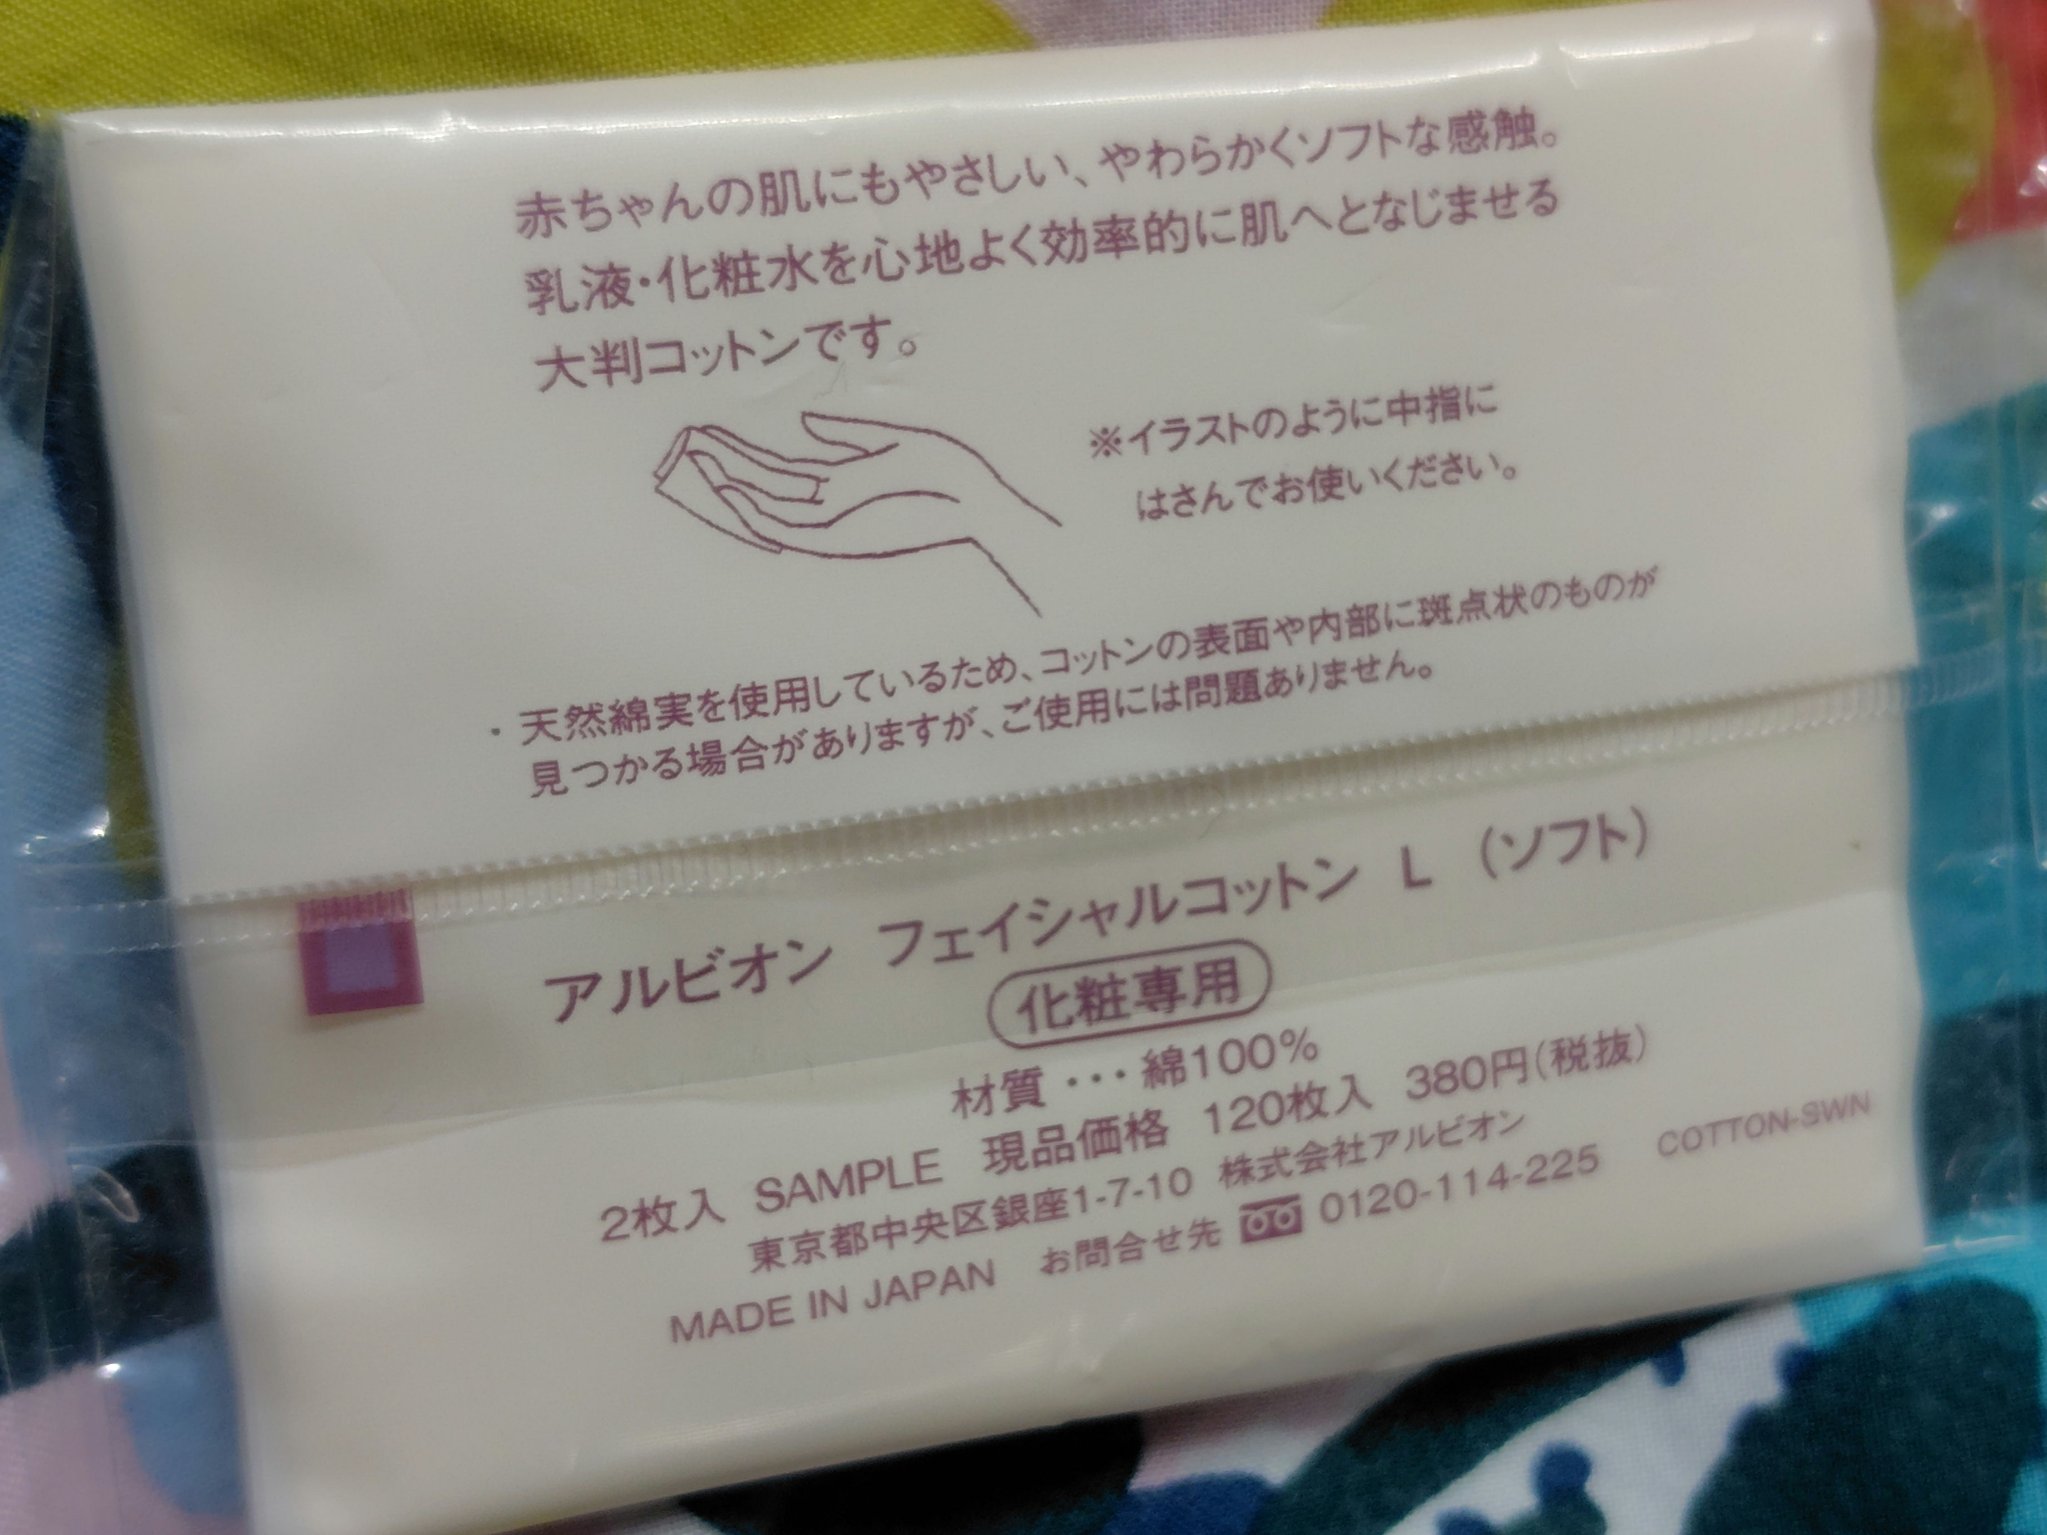 赤ちゃんの肌にもやさしい、やわらかくソフトな感触。
乳液・化粧水を心地よく効率的に肌へとなじませる
大判コットンです。
※イラストのように中指に
はさんでお使いください。
・天然綿実を使用しているため、コットンの表面や内部に斑点状のものが
見つかる場合がありますが、ご使用には問題ありません。
アルビオン フェイシャルコットン L (ソフト)
化粧専用
材質・・・綿100%
2枚入 SAMPLE 現品価格 120枚入 380円(税抜)
東京都中央区銀座1-7-10 株式会社アルビオン
MADE IN JAPAN お問合せ先 0120-114-225 COTTON-SWN